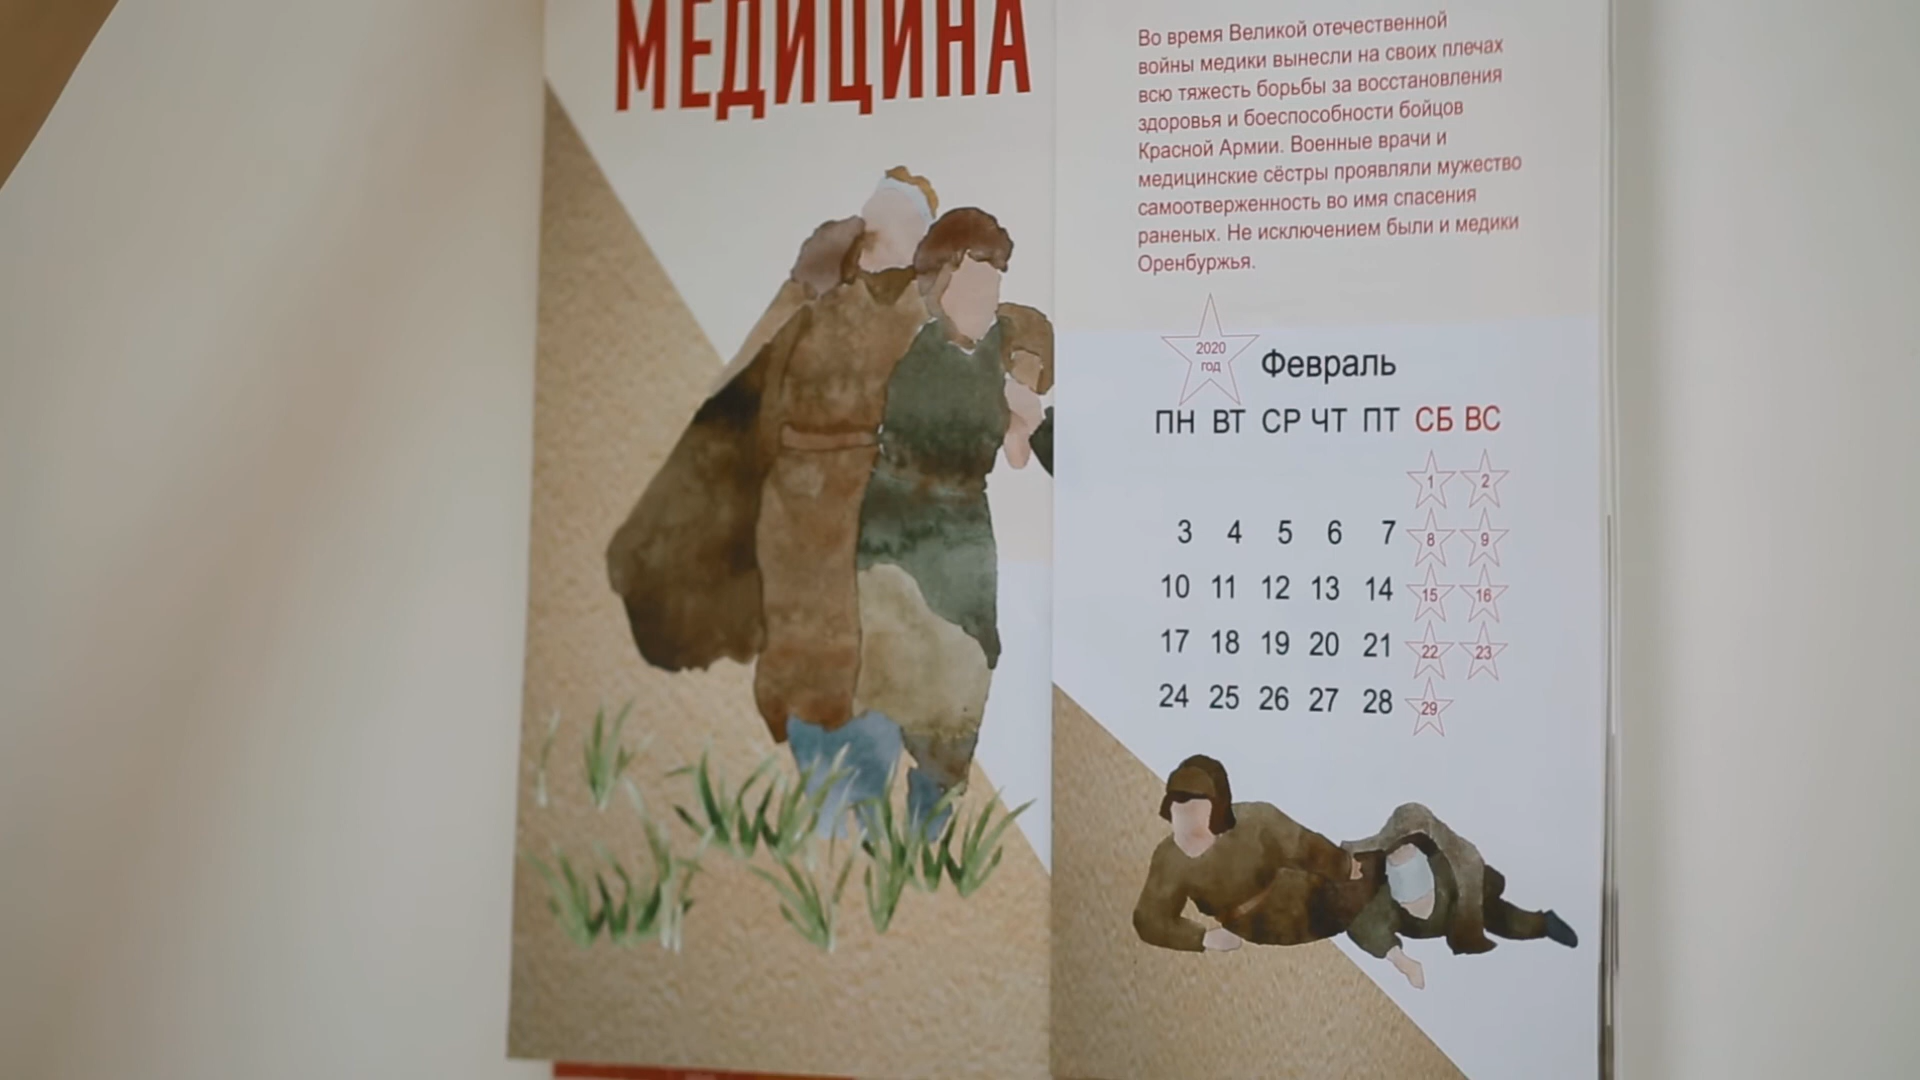 МЕДИЦИНА
Во время Великой отечественной
войны медики вынесли на своих плечах
всю тяжесть борьбы за восстановления
здоровья и боеспособности бойцов
Красной Армии. Военные врачи и
медицинские сёстры проявляли мужество
самоотверженность во имя спасения
раненых. Не исключением были и медики
Оренбуржья.
2020
год
Февраль
ПН ВТ СР ЧТ ПТ СБ ВС
1 2
3 4 5 6 7 8 9
10 11 12 13 14 15 16
17 18 19 20 21 22 23
24 25 26 27 28 29